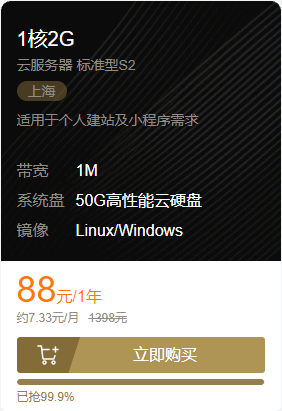 1核2G
云服务器 标准型S2
上海
适用于个人建站及小程序需求
带宽 1M
系统盘 50G高性能云硬盘
镜像 Linux/Windows
88元/1年
约7.33元/月 1398元
立即购买
已抢99.9%